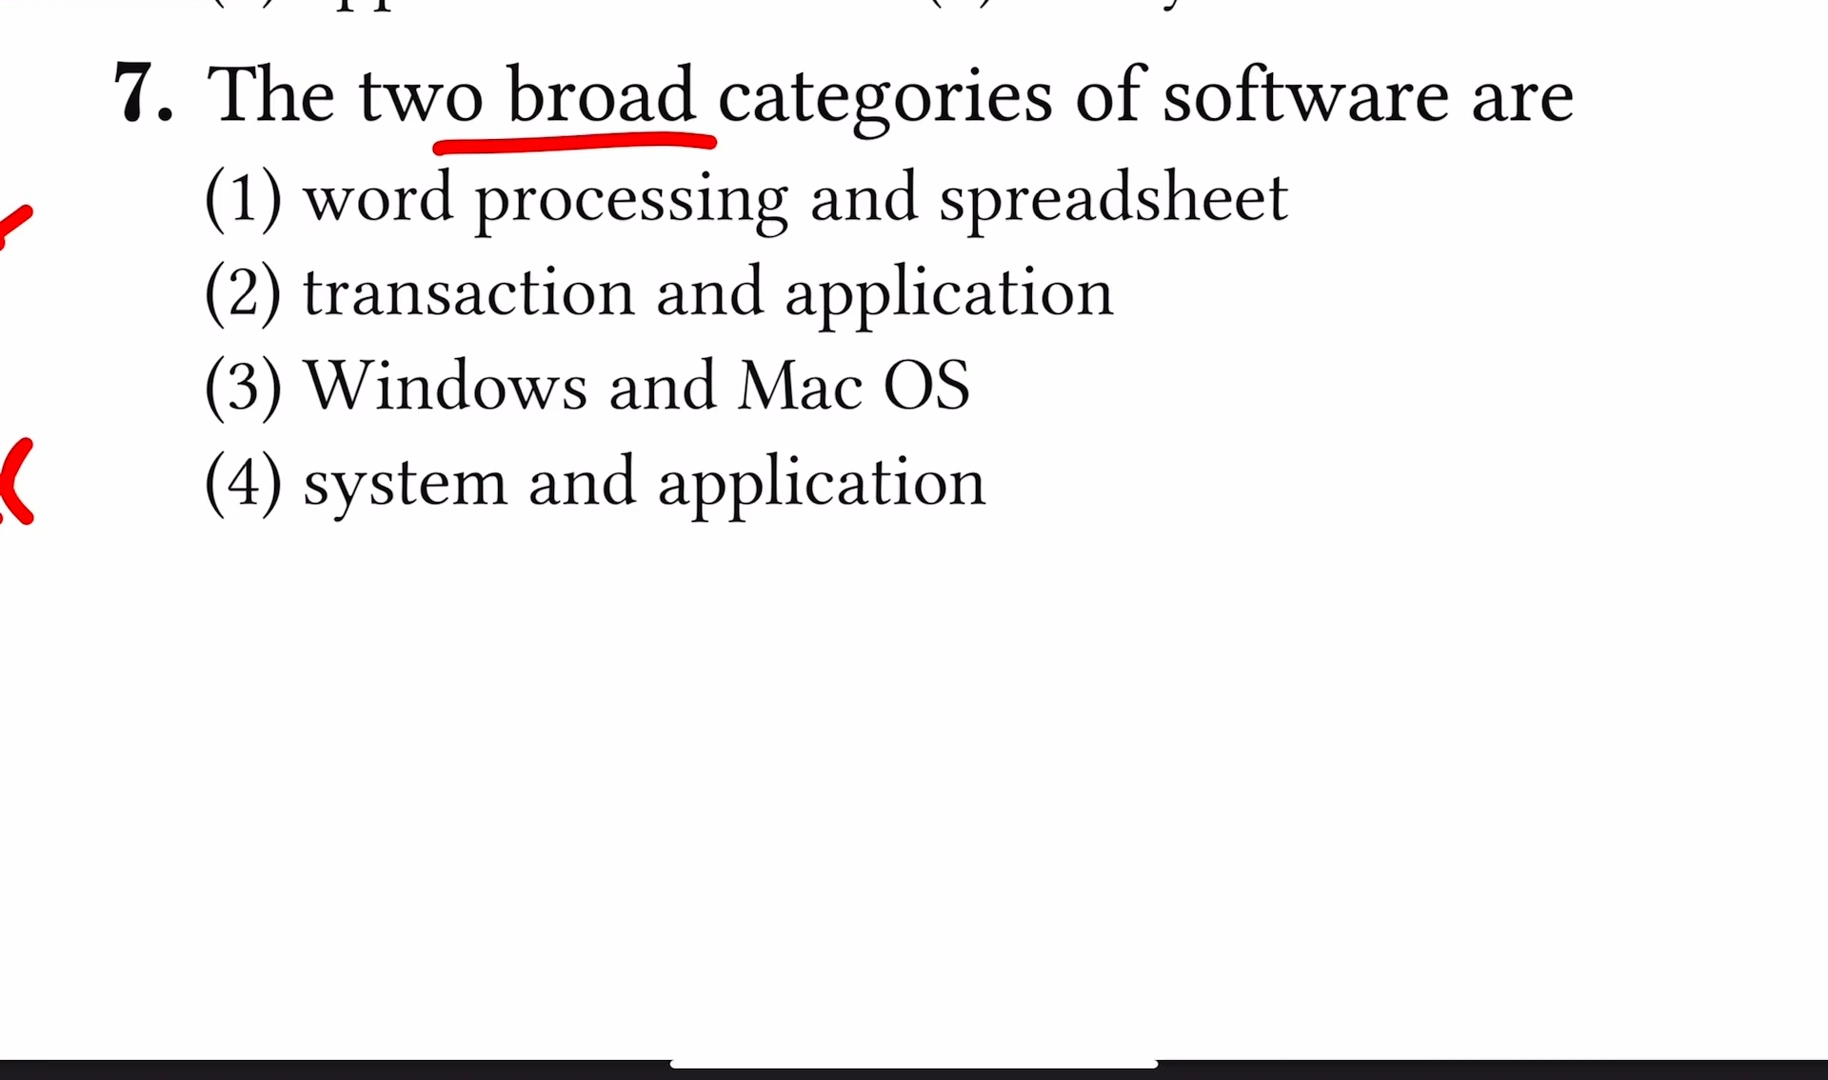 7. The two broad categories of software are
(1) word processing and spreadsheet
(2) transaction and application
(3) Windows and Mac OS
(4) system and application